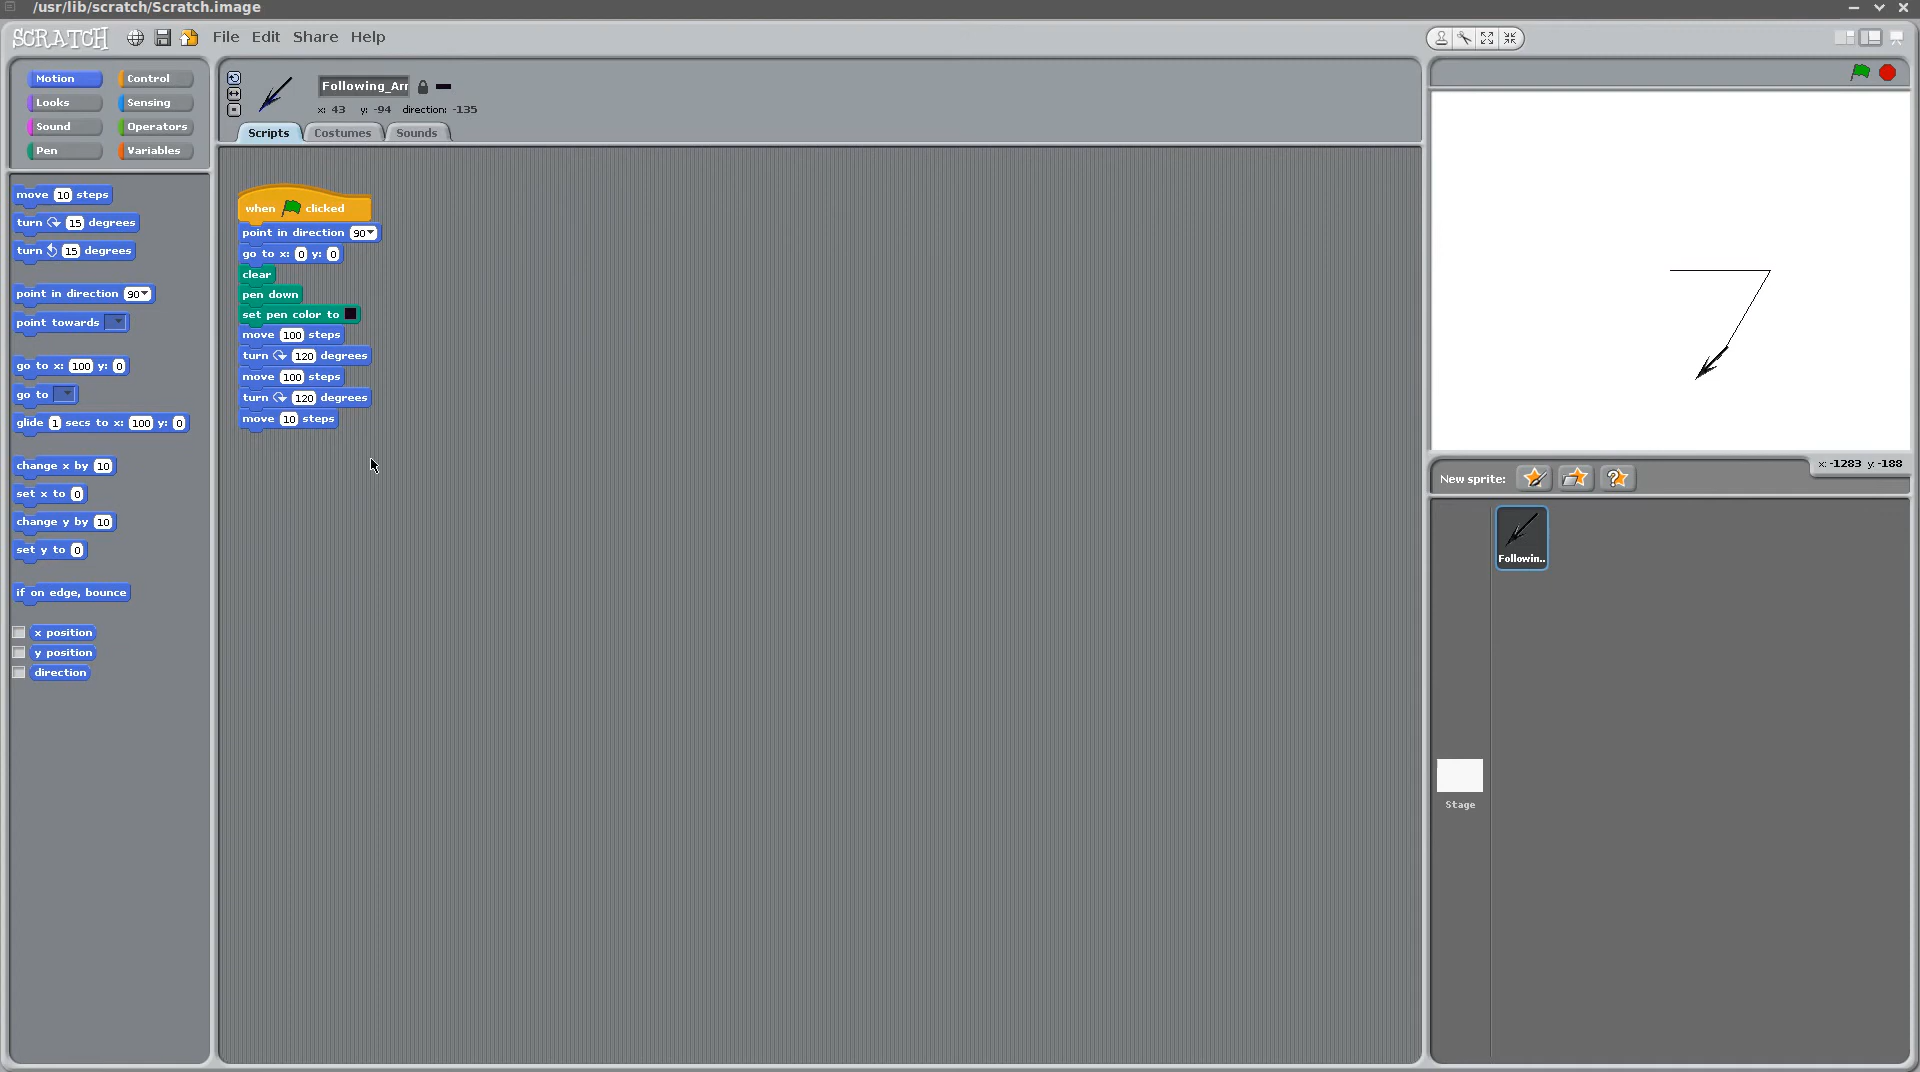 /usr/lib/scratch/Scratch.image
SCRATCH File Edit Share Help
Motion Control
Looks Sensing
Sound Operators
Pen Variables
move 10 steps
turn 15 degrees
turn 15 degrees
point in direction 90
point towards
go to x: 100 y: 0
go to
glide 1 secs to x: 100 y: 0
change x by 10
set x to 0
change y by 10
set y to 0
if on edge, bounce
x position
y position
direction
Following_Arr
x: 43 y: -94 direction: -135
Scripts Costumes Sounds
when clicked
point in direction 90
go to x: 0 y: 0
clear
pen down
set pen color to
move 100 steps
turn 120 degrees
move 100 steps
turn 120 degrees
move 10 steps
x: -1283 y: -188
New sprite:
Followin..
Stage